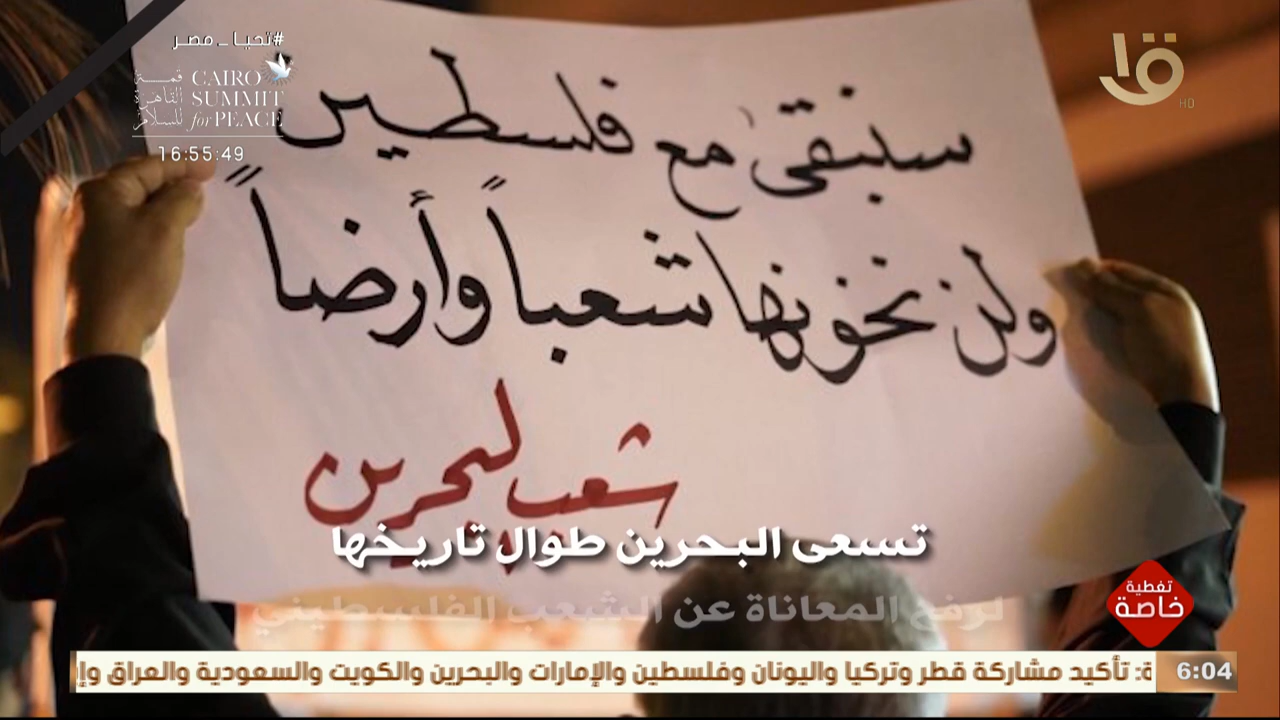 #تحيا_مصر
قمة
القاهرة
للسلام
CAIRO
SUMMIT
for PEACE
16:55:49
HD
سنبقى مع فلسطين
ولن نخونها شعباً وأرضاً
شعب البحرين
تسعى البحرين طوال تاريخها
لرفع المعاناة عن الشعب الفلسطيني
تغطية
خاصة
6:04
ة: تأكيد مشاركة قطر وتركيا واليونان وفلسطين والإمارات والبحرين والكويت والسعودية والعراق وإي